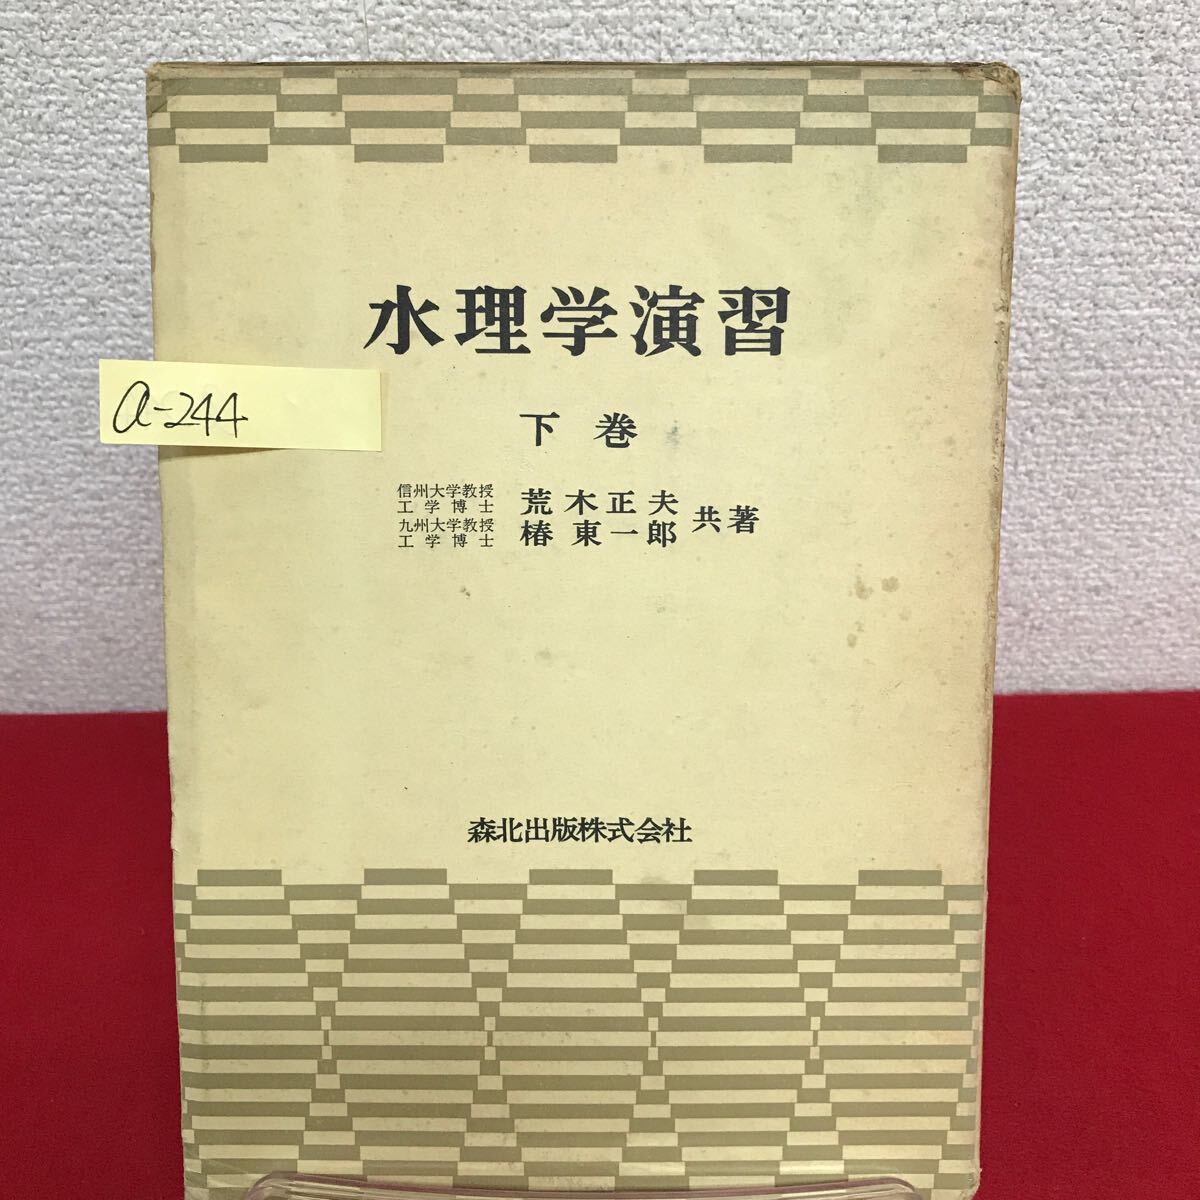 水理学演習
a-244
下巻
信州大学教授
工学博士 荒木正夫
九州大学教授
工学博士 椿東一郎 共著
森北出版株式会社